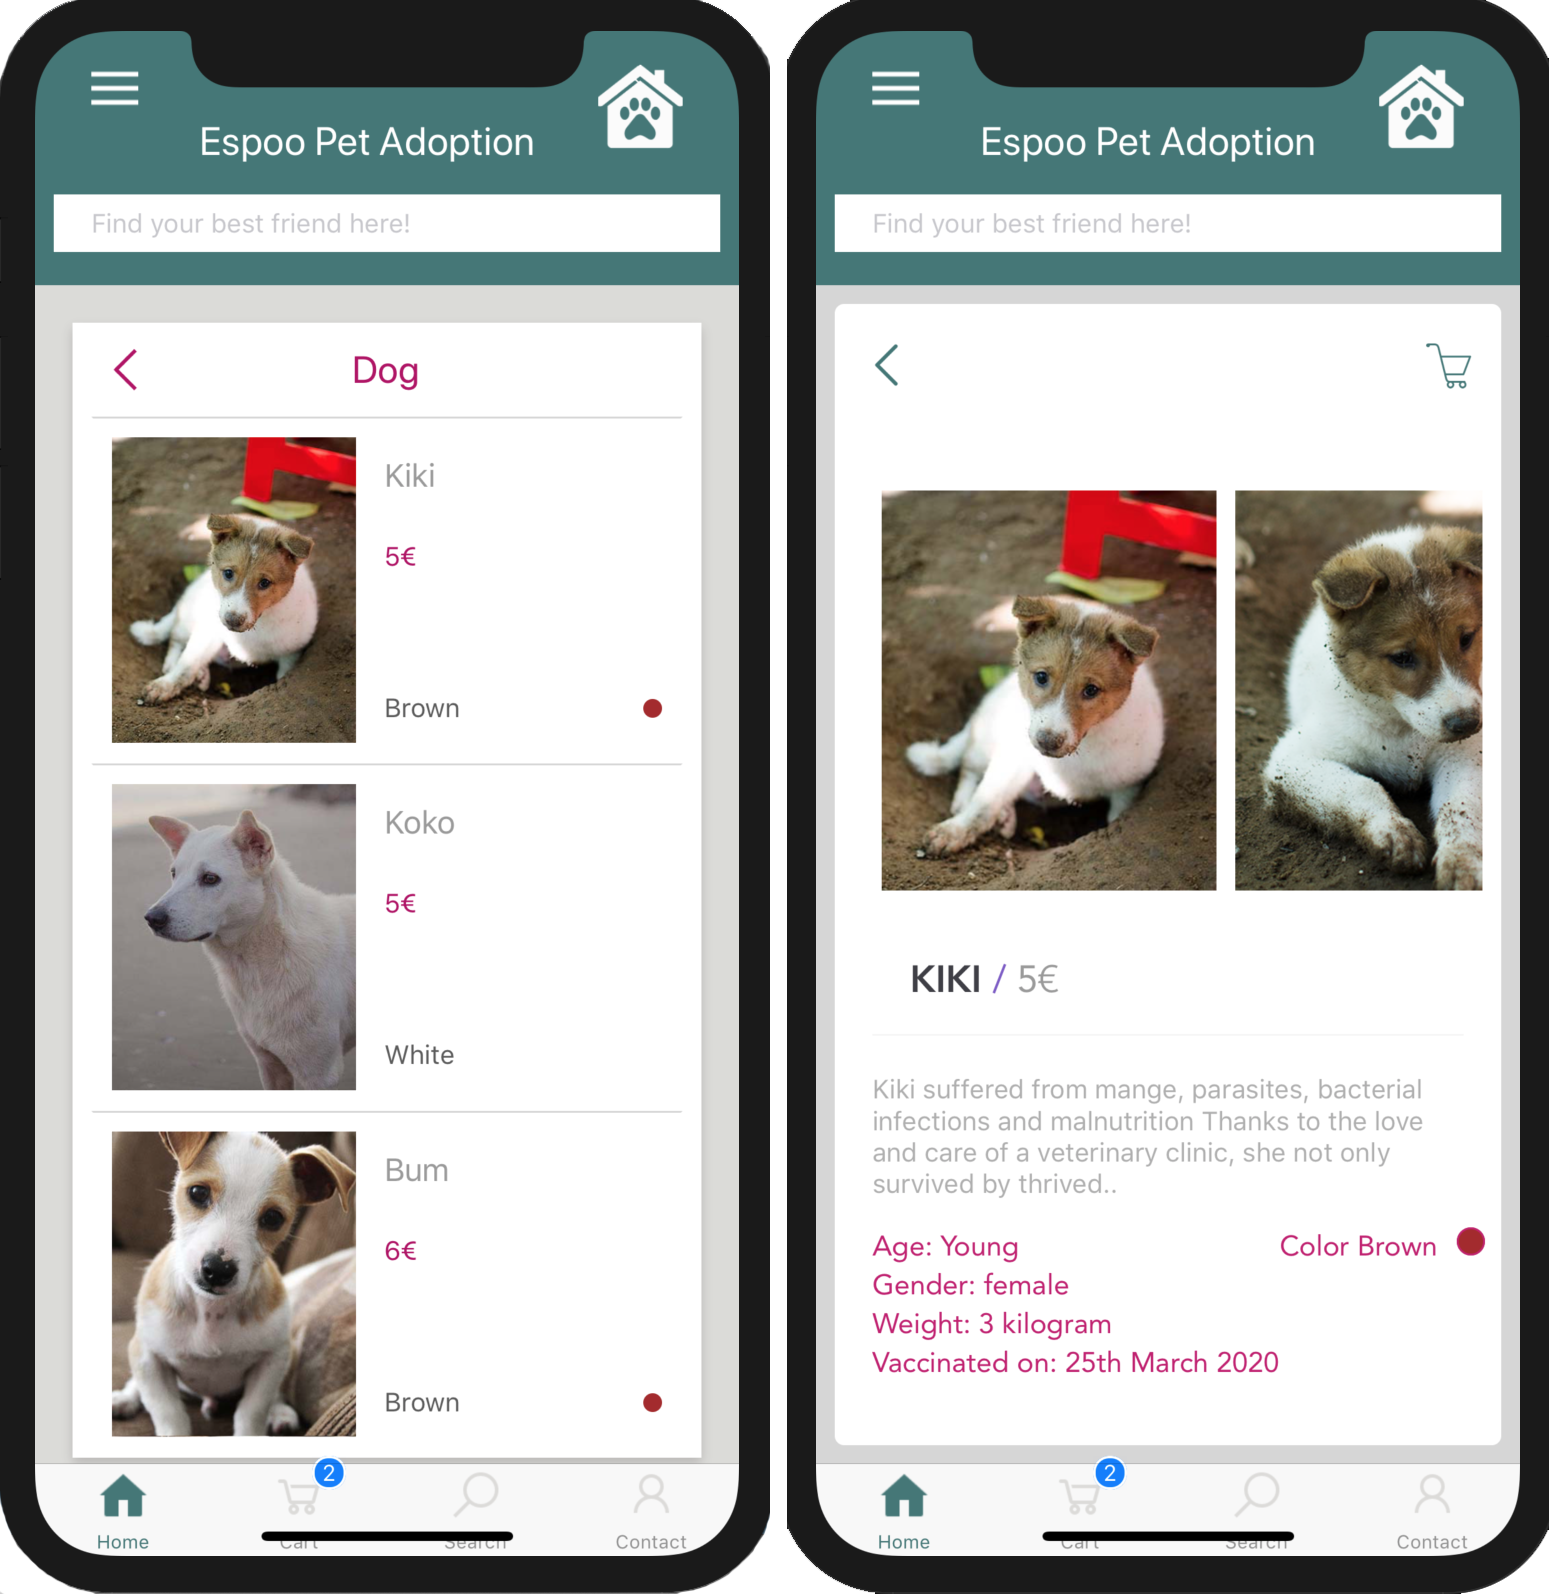 Espoo Pet Adoption
Find your best friend here!
Dog
Kiki
5€
Brown
Koko
5€
White
Bum
6€
Brown
2
Home
Cart
Search
Contact
Espoo Pet Adoption
Find your best friend here!
KIKI / 5€
Kiki suffered from mange, parasites, bacterial
infections and malnutrition Thanks to the love
and care of a veterinary clinic, she not only
survived by thrived..
Age: Young
Color Brown
Gender: female
Weight: 3 kilogram
Vaccinated on: 25th March 2020
2
Home
Cart
Search
Contact